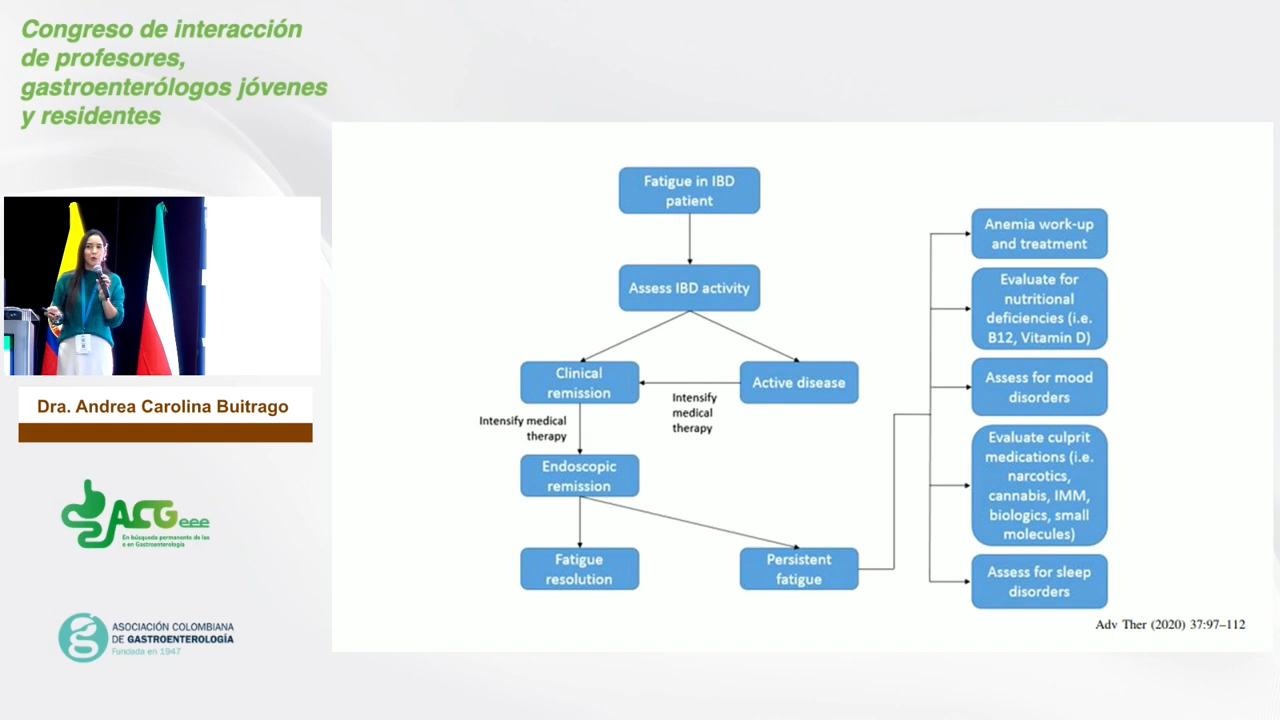 Congreso de interacción
de profesores,
gastroenterólogos jóvenes
y residentes
Dra. Andrea Carolina Buitrago
ACGeee
En búsqueda permanente de las
e en Gastroenterología
ASOCIACIÓN COLOMBIANA
DE GASTROENTEROLOGÍA
Fundada en 1947
Fatigue in IBD
patient
Assess IBD activity
Clinical
remission
Intensify
medical
therapy
Active disease
Intensify medical
therapy
Endoscopic
remission
Fatigue
resolution
Persistent
fatigue
Anemia work-up
and treatment
Evaluate for
nutritional
deficiencies (i.e.
B12, Vitamin D)
Assess for mood
disorders
Evaluate culprit
medications (i.e.
narcotics,
cannabis, IMM,
biologics, small
molecules)
Assess for sleep
disorders
Adv Ther (2020) 37:97–112